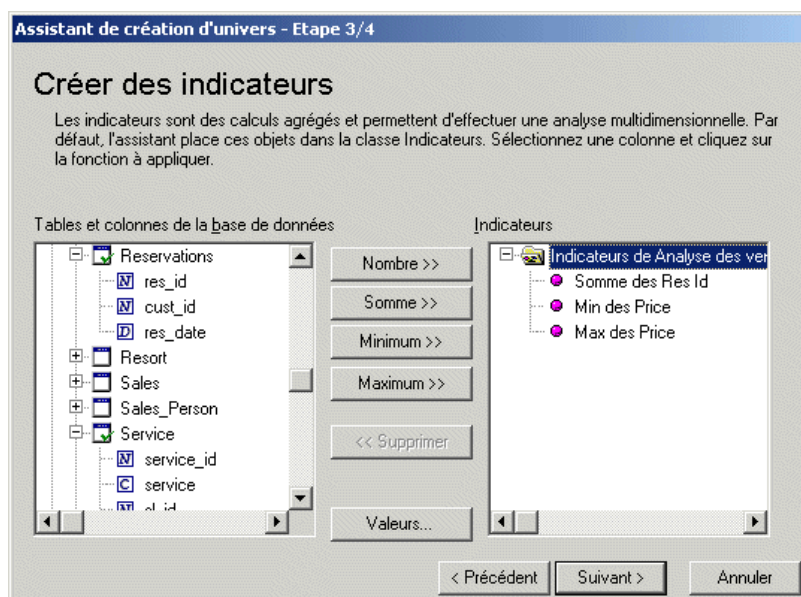 Assistant de création d'univers - Etape 3/4
Créer des indicateurs
Les indicateurs sont des calculs agrégés et permettent d'effectuer une analyse multidimensionnelle. Par
défaut, l'assistant place ces objets dans la classe Indicateurs. Sélectionnez une colonne et cliquez sur
la fonction à appliquer.
Tables et colonnes de la base de données
Reservations
N res_id
N cust_id
D res_date
Resort
Sales
Sales_Person
Service
N service_id
C service
Nombre >>
Somme >>
Minimum >>
Maximum >>
<< Supprimer
Valeurs...
Indicateurs
Indicateurs de Analyse des ver
Somme des Res Id
Min des Price
Max des Price
< Précédent
Suivant >
Annuler